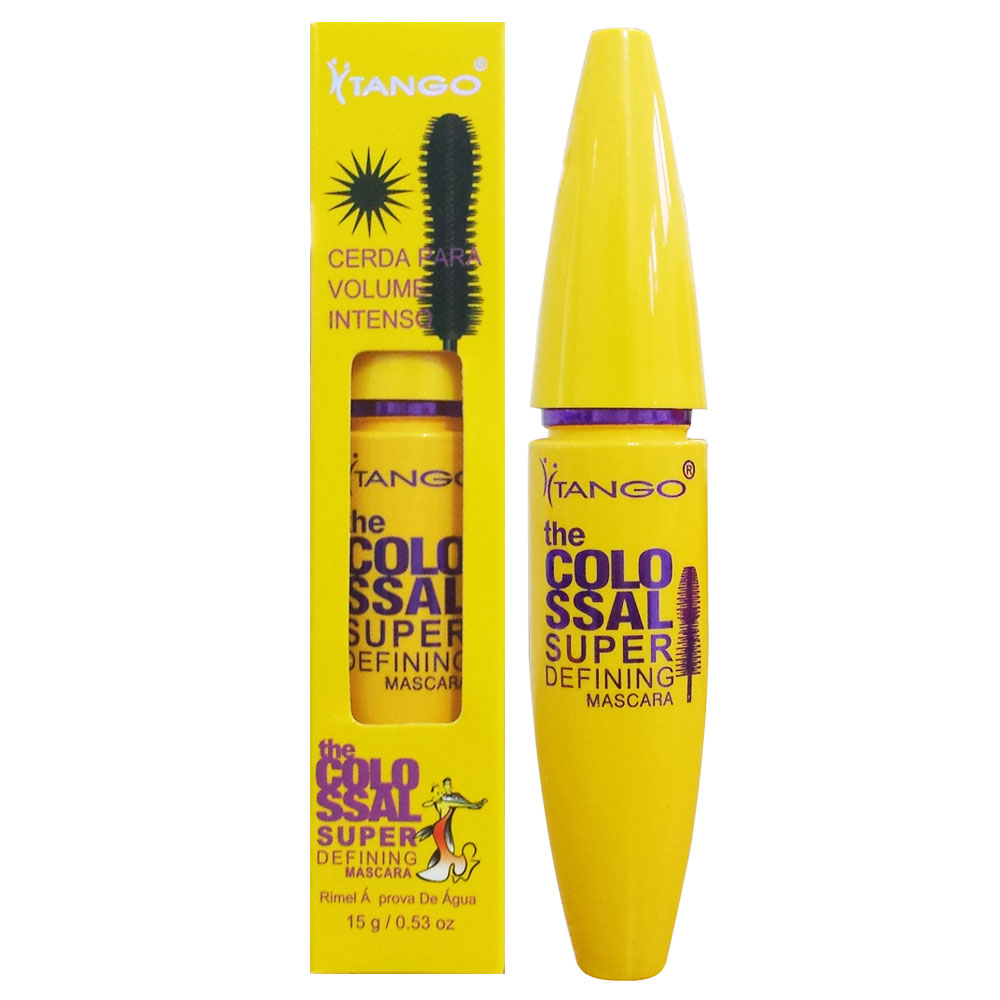 TANGO®
CERDA PARA
VOLUME
INTENSO
TANGO
the
COLO
SSAL
SUPER
DEFINING
MASCARA
the
COLO
SSAL
SUPER
DEFINING
MASCARA
Rimel Á prova De Água
15 g / 0.53 oz
TANGO®
the
COLO
SSAL
SUPER
DEFINING
MASCARA